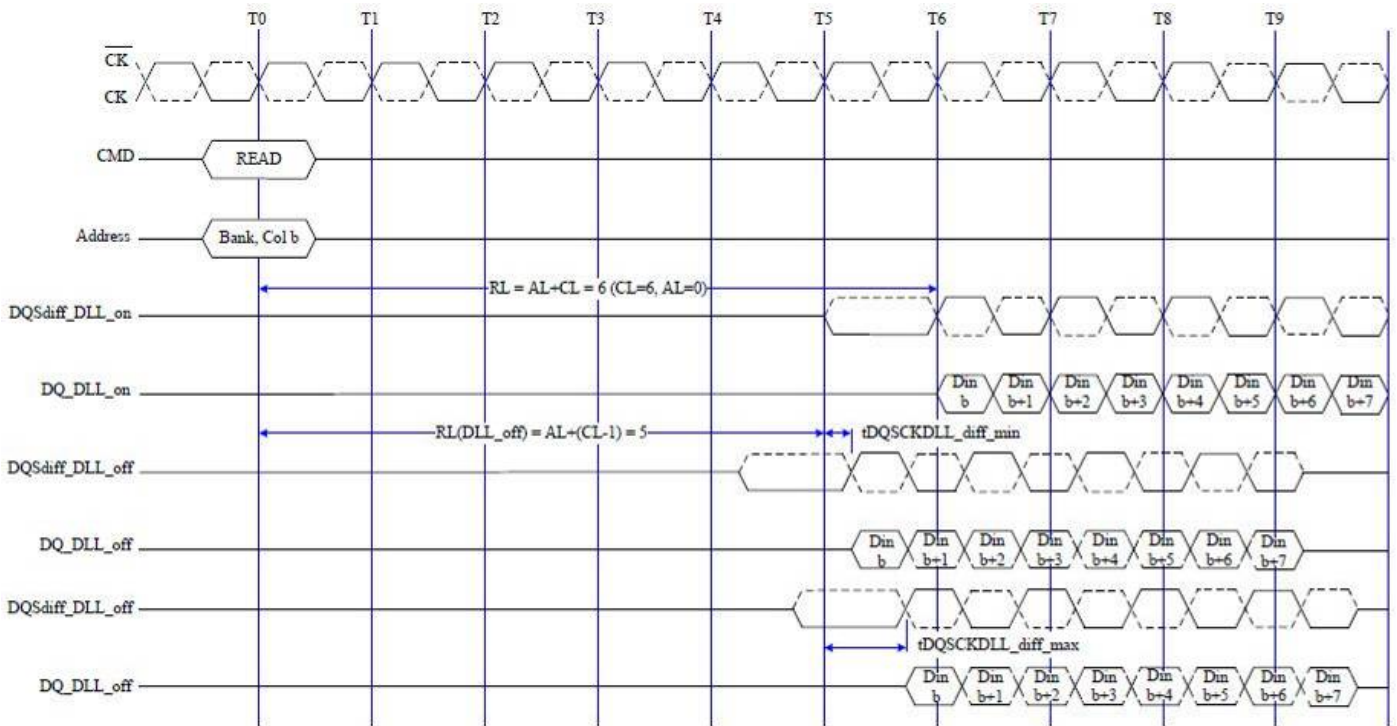 T0 T1 T2 T3 T4 T5 T6 T7 T8 T9
CK
CK
CMD READ
Address Bank, Col b
RL = AL+CL = 6 (CL=6, AL=0)
DQSdiff_DLL_on
DQ_DLL_on Din b Din b+1 Din b+2 Din b+3 Din b+4 Din b+5 Din b+6 Din b+7
RL(DLL_off) = AL+(CL-1) = 5 tDQSCKDLL_diff_min
DQSdiff_DLL_off
DQ_DLL_off Din b Din b+1 Din b+2 Din b+3 Din b+4 Din b+5 Din b+6 Din b+7
DQSdiff_DLL_off
tDQSCKDLL_diff_max
DQ_DLL_off Din b Din b+1 Din b+2 Din b+3 Din b+4 Din b+5 Din b+6 Din b+7